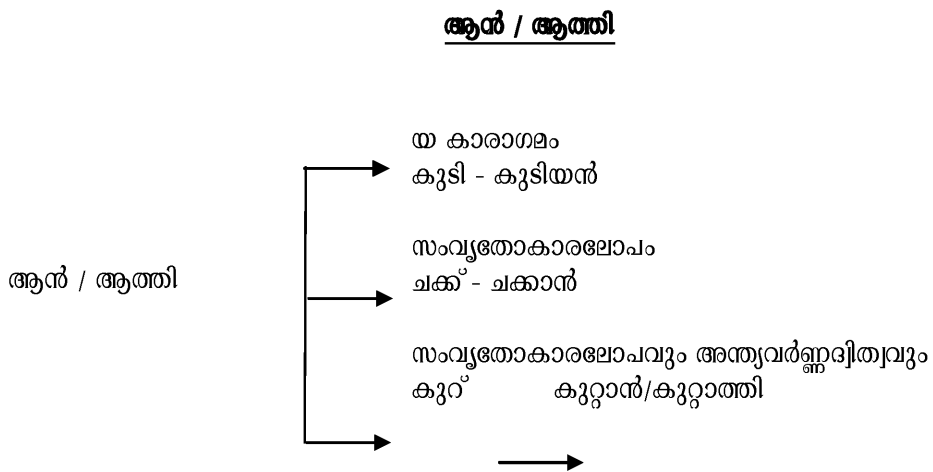 ആൻ / ആത്തി
യ കാരാഗമം
കുടി - കുടിയൻ
സംവൃതോകാരലോപം
ആൻ / ആത്തി
ചക്ക് - ചക്കാൻ
സംവൃതോകാരലോപവും അന്ത്യവർണ്ണദ്വിത്വവും
കുറ് കുറ്റാൻ/കുറ്റാത്തി